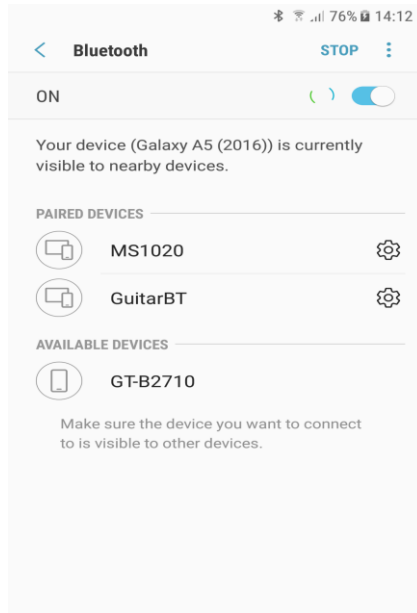 76% 14:12
Bluetooth STOP
ON
Your device (Galaxy A5 (2016)) is currently
visible to nearby devices.
PAIRED DEVICES
MS1020
GuitarBT
AVAILABLE DEVICES
GT-B2710
Make sure the device you want to connect
to is visible to other devices.